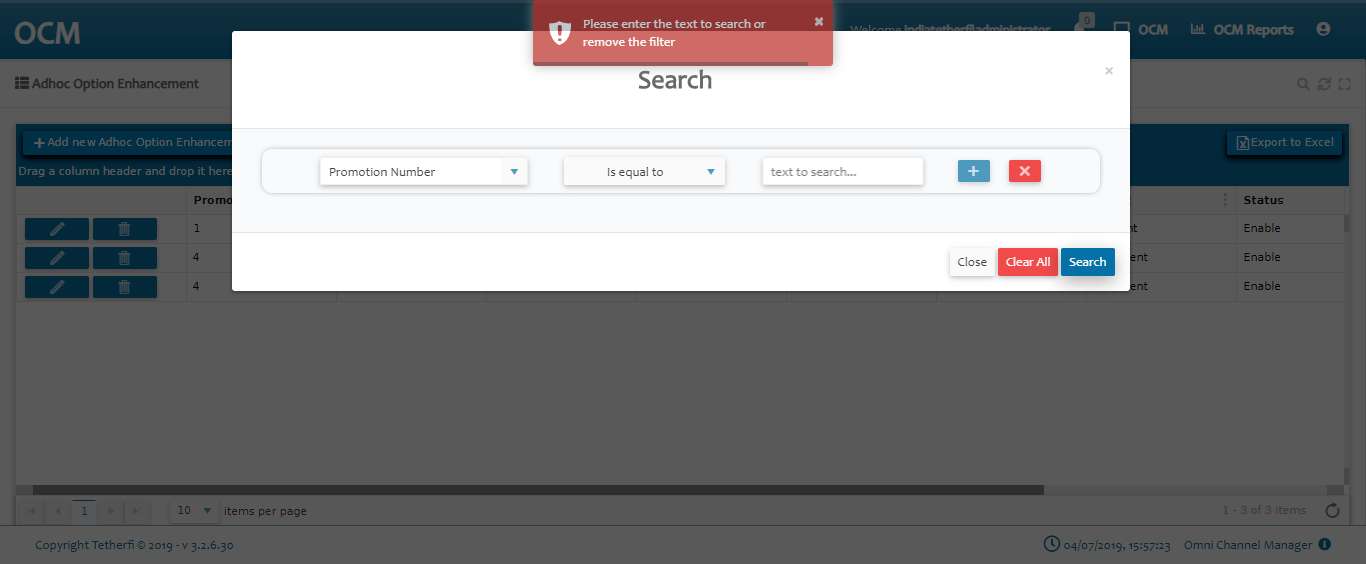 OCM
Please enter the text to search or
remove the filter
Welcome indiatetherfiadministrator
0
OCM
OCM Reports
Adhoc Option Enhancement
Search
Add new Adhoc Option Enhancem
Export to Excel
Drag a column header and drop it here
Promotion Number
Is equal to
text to search...
Promo
Status
1
Enable
4
ent
Enable
4
ent
Enable
Close
Clear All
Search
1
10
items per page
1 - 3 of 3 items
Copyright Tetherfi © 2019 - v 3.2.6.30
04/07/2019, 15:57:23
Omni Channel Manager